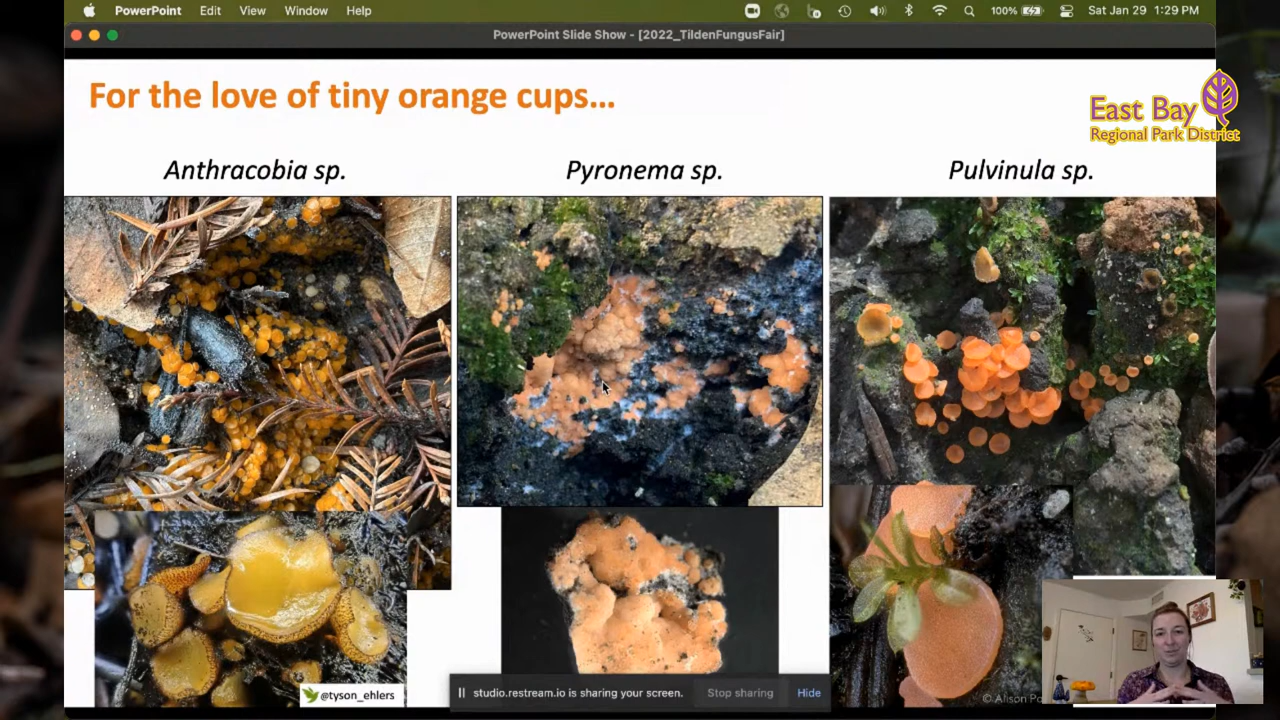 PowerPoint Edit View Window Help
100% Sat Jan 29 1:29 PM
PowerPoint Slide Show - [2022_TildenFungusFair]
For the love of tiny orange cups...
East Bay
Regional Park District
Anthracobia sp.
Pyronema sp.
Pulvinula sp.
@tyson_ehlers
studio.restream.io is sharing your screen.
Stop sharing
Hide
© Alison